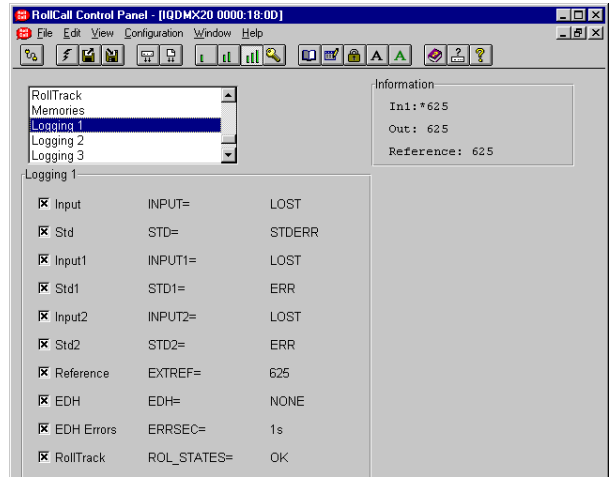 RollCall Control Panel - [IQDMX20 0000:18:0D]
File Edit View Configuration Window Help
A A ?
RollTrack
Memories
Logging 1
Logging 2
Logging 3
Information
In1:*625
Out: 625
Reference: 625
Logging 1
Input INPUT= LOST
Std STD= STDERR
Input1 INPUT1= LOST
Std1 STD1= ERR
Input2 INPUT2= LOST
Std2 STD2= ERR
Reference EXTREF= 625
EDH EDH= NONE
EDH Errors ERRSEC= 1s
RollTrack ROL_STATES= OK